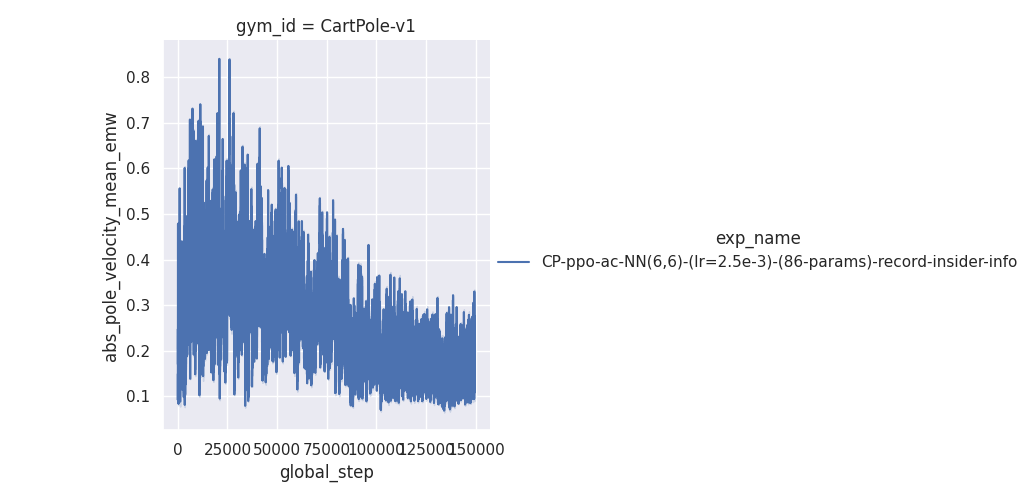 gym_id = CartPole-v1
abs_pole_velocity_mean_emw
0.8
0.7
0.6
0.5
0.4
0.3
0.2
0.1
0 25000 50000 75000 100000 125000 150000
global_step
exp_name
CP-ppo-ac-NN(6,6)-(lr=2.5e-3)-(86-params)-record-insider-info